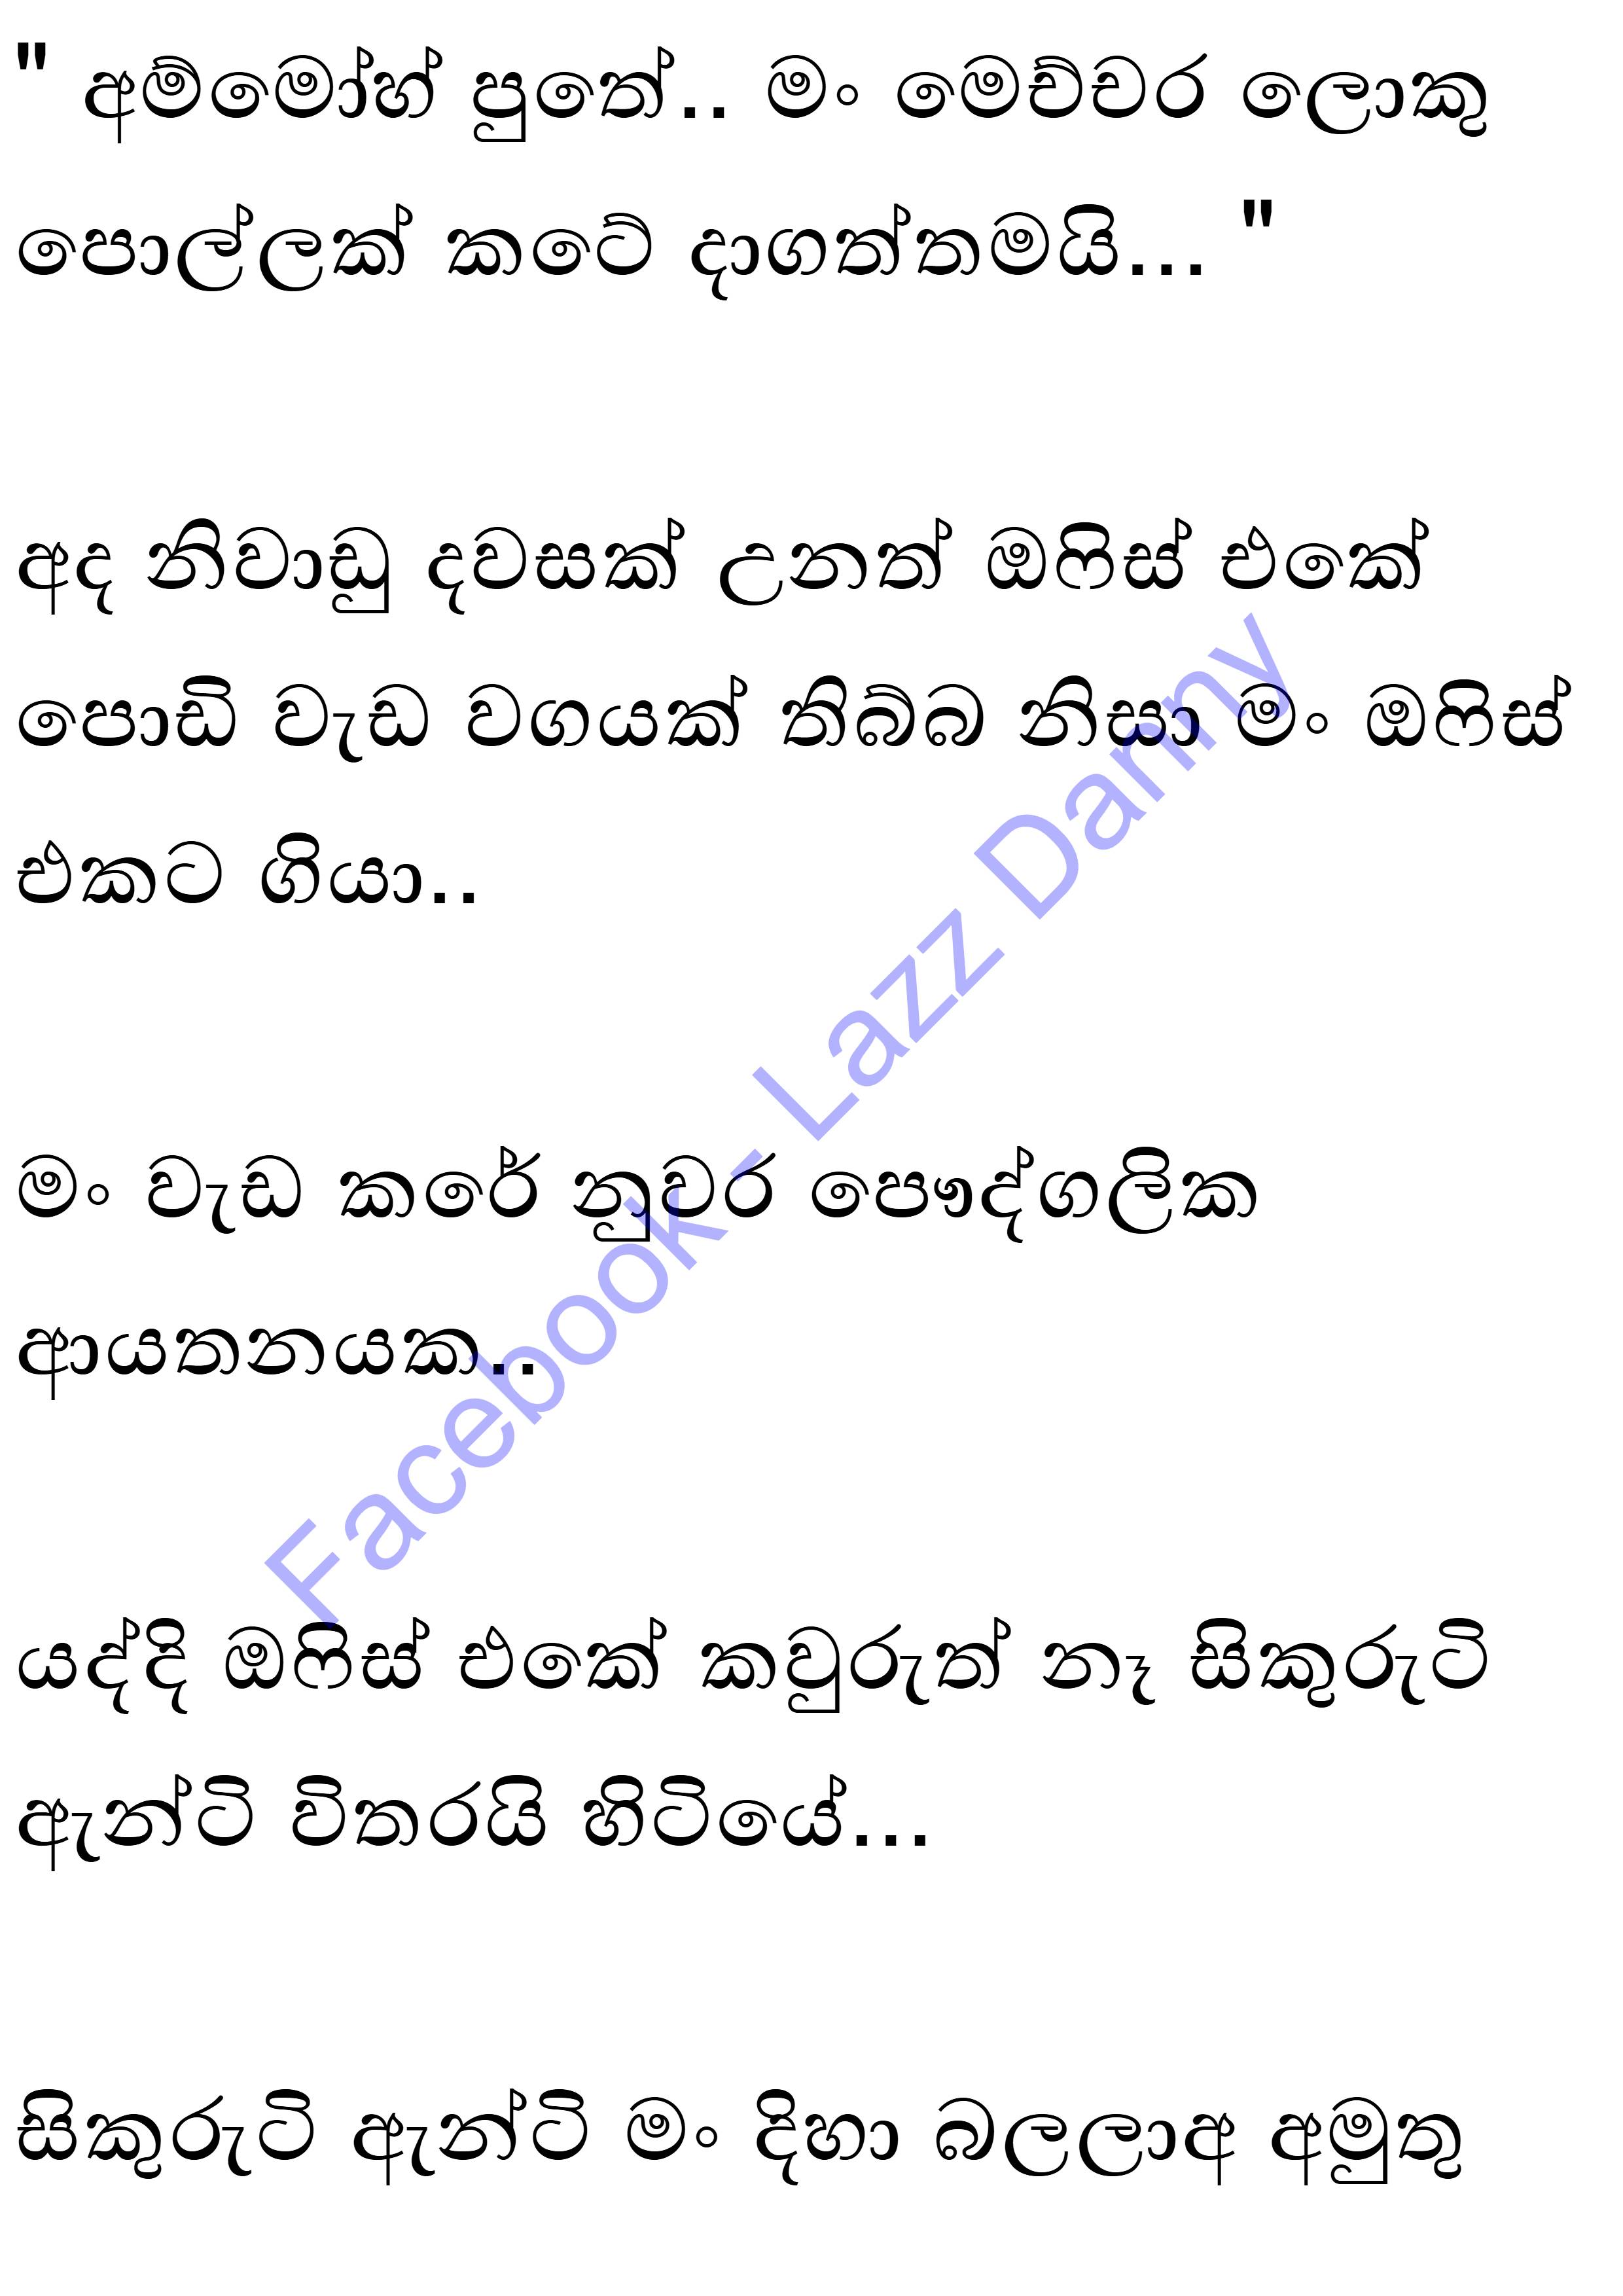 " අම්මෝහ් පුතේ.. මං මෙච්චර ලොකු
පොල්ලක් කටේ දාගත්තමයි... "
අද නිවාඩු දවසක් උනත් ඔෆිස් එකේ
පොඩි වැඩ වගයක් තිබ්බ නිසා මං ඔෆිස්
එකට ගියා..
මං වැඩ කරේ නුවර පෞද්ගලික
ආයතනයක..
යද්දි ඔෆිස් එකේ කවුරුත් නෑ සිකුරුටි
ඇන්ටි විතරයි හිටියේ...
සිකුරුටි ඇන්ටි මං දිහා බලලාඅ අමුතු
Facebook - Lazz Danny